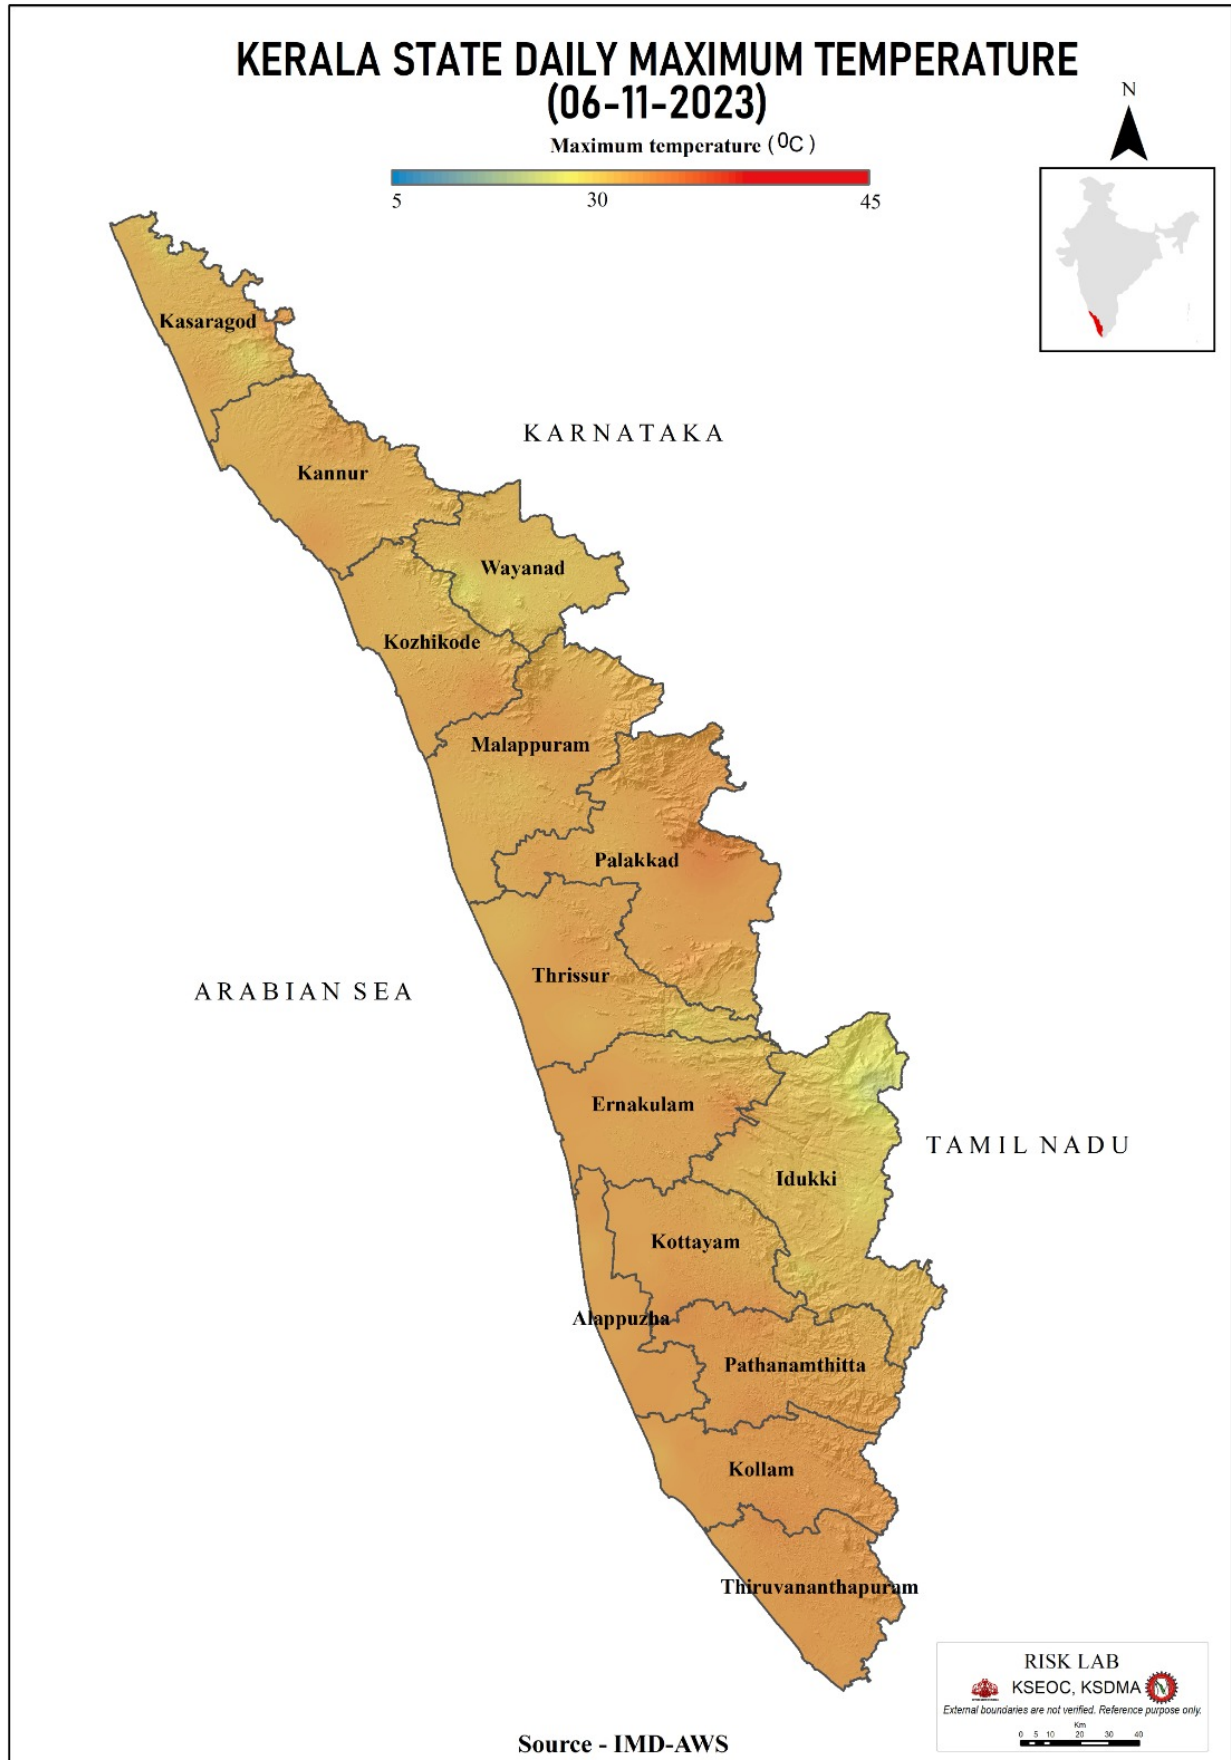 KERALA STATE DAILY MAXIMUM TEMPERATURE
(06-11-2023)
Maximum temperature (⁰C)
5 30 45
N
Kasaragod
KARNATAKA
Kannur
Wayanad
Kozhikode
Malappuram
Palakkad
Thrissur
ARABIAN SEA
Ernakulam
TAMIL NADU
Idukki
Kottayam
Alappuzha
Pathanamthitta
Kollam
Thiruvananthapuram
RISK LAB
KSEOC, KSDMA
External boundaries are not verified. Reference purpose only.
Km
0 5 10 20 30 40
Source - IMD-AWS